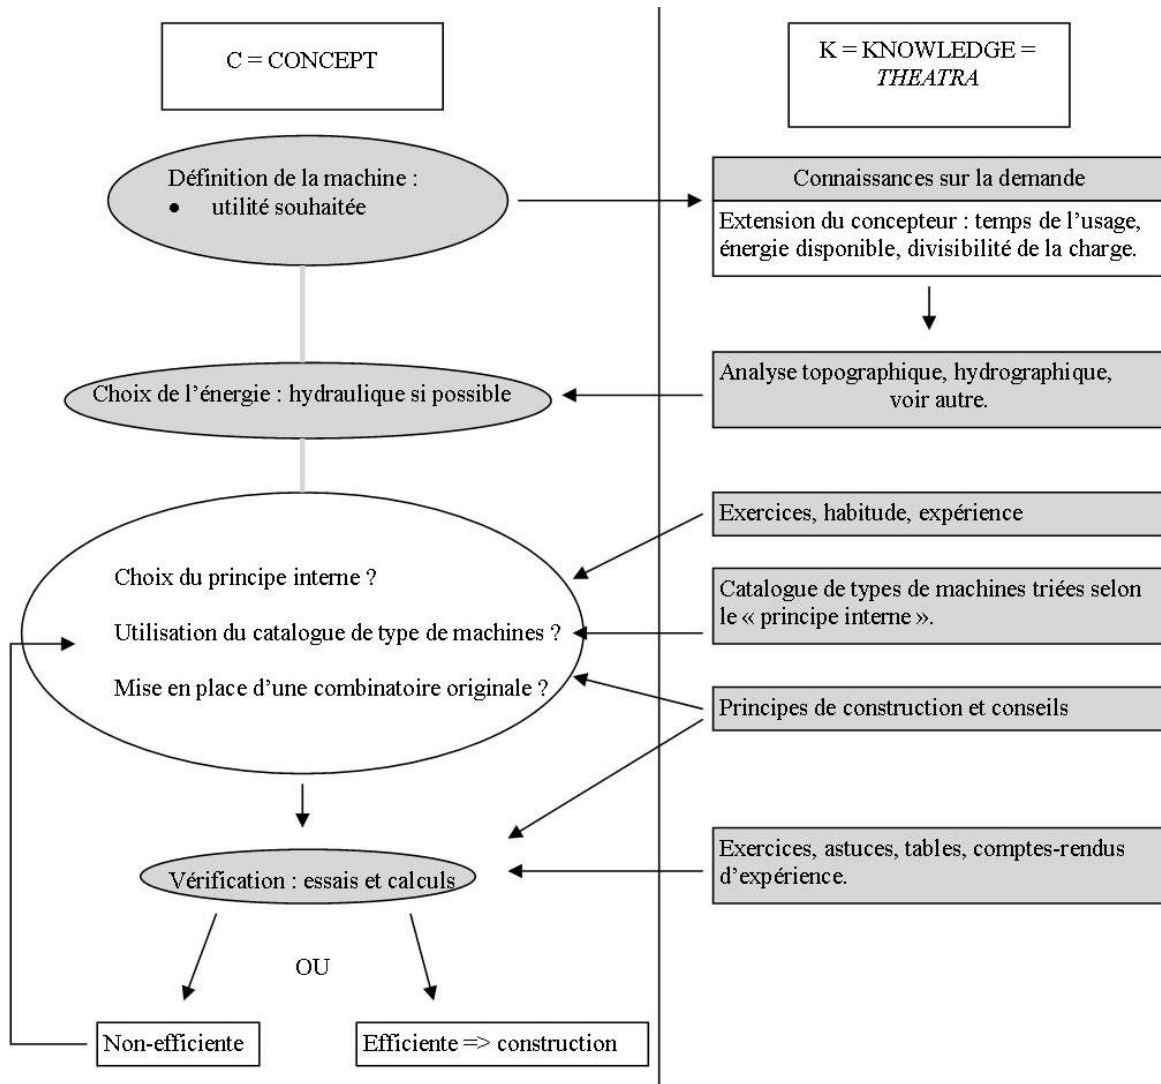 C = CONCEPT
K = KNOWLEDGE =
THEATRA
Définition de la machine :
• utilité souhaitée
Connaissances sur la demande
Extension du concepteur : temps de l’usage,
énergie disponible, divisibilité de la charge.
Choix de l’énergie : hydraulique si possible
Analyse topographique, hydrographique,
voir autre.
Exercices, habitude, expérience
Choix du principe interne ?
Utilisation du catalogue de type de machines ?
Mise en place d’une combinatoire originale ?
Catalogue de types de machines triées selon
le « principe interne ».
Principes de construction et conseils
Vérification : essais et calculs
Exercices, astuces, tables, comptes-rendus
d’expérience.
OU
Non-efficiente
Efficiente => construction